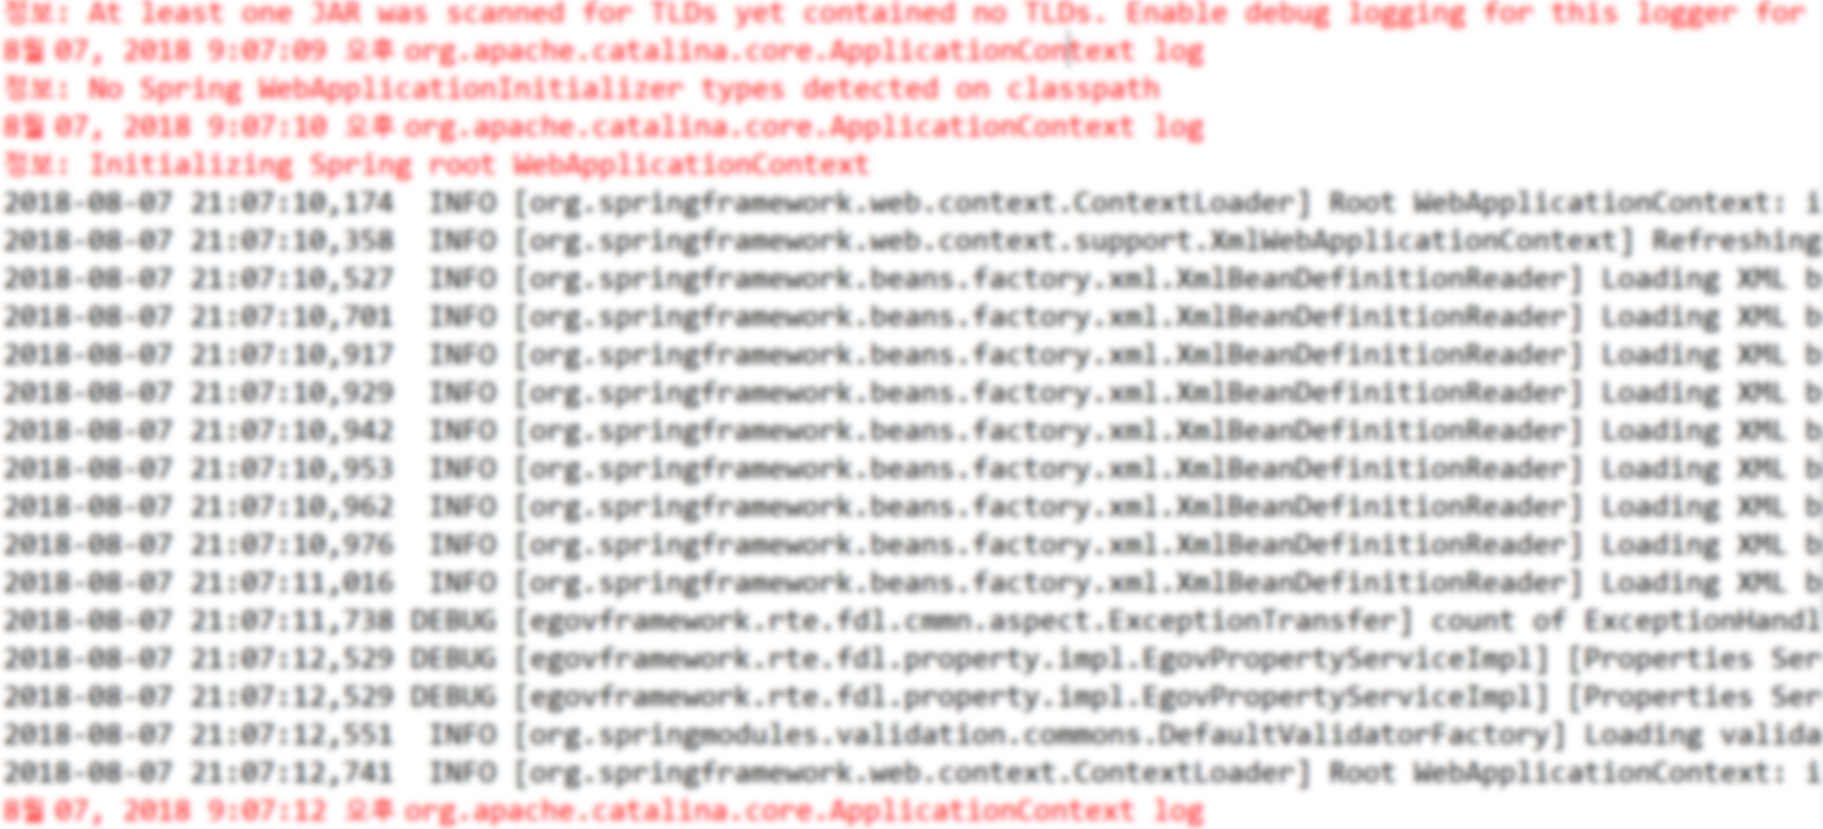 정보: At least one JAR was scanned for TLDs yet contained no TLDs. Enable debug logging for this logger for
8월 07, 2018 9:07:09 오후 org.apache.catalina.core.ApplicationContext log
정보: No Spring WebApplicationInitializer types detected on classpath
8월 07, 2018 9:07:10 오후 org.apache.catalina.core.ApplicationContext log
정보: Initializing Spring root WebApplicationContext
2018-08-07 21:07:10,174  INFO [org.springframework.web.context.ContextLoader] Root WebApplicationContext: i
2018-08-07 21:07:10,358  INFO [org.springframework.web.context.support.XmlWebApplicationContext] Refreshing
2018-08-07 21:07:10,527  INFO [org.springframework.beans.factory.xml.XmlBeanDefinitionReader] Loading XML b
2018-08-07 21:07:10,701  INFO [org.springframework.beans.factory.xml.XmlBeanDefinitionReader] Loading XML b
2018-08-07 21:07:10,917  INFO [org.springframework.beans.factory.xml.XmlBeanDefinitionReader] Loading XML b
2018-08-07 21:07:10,929  INFO [org.springframework.beans.factory.xml.XmlBeanDefinitionReader] Loading XML b
2018-08-07 21:07:10,942  INFO [org.springframework.beans.factory.xml.XmlBeanDefinitionReader] Loading XML b
2018-08-07 21:07:10,953  INFO [org.springframework.beans.factory.xml.XmlBeanDefinitionReader] Loading XML b
2018-08-07 21:07:10,962  INFO [org.springframework.beans.factory.xml.XmlBeanDefinitionReader] Loading XML b
2018-08-07 21:07:10,976  INFO [org.springframework.beans.factory.xml.XmlBeanDefinitionReader] Loading XML b
2018-08-07 21:07:11,016  INFO [org.springframework.beans.factory.xml.XmlBeanDefinitionReader] Loading XML b
2018-08-07 21:07:11,738 DEBUG [egovframework.rte.fdl.cmmn.aspect.ExceptionTransfer] count of ExceptionHandl
2018-08-07 21:07:12,529 DEBUG [egovframework.rte.fdl.property.impl.EgovPropertyServiceImpl] [Properties Ser
2018-08-07 21:07:12,529 DEBUG [egovframework.rte.fdl.property.impl.EgovPropertyServiceImpl] [Properties Ser
2018-08-07 21:07:12,551  INFO [org.springmodules.validation.commons.DefaultValidatorFactory] Loading valida
2018-08-07 21:07:12,741  INFO [org.springframework.web.context.ContextLoader] Root WebApplicationContext: i
8월 07, 2018 9:07:12 오후 org.apache.catalina.core.ApplicationContext log